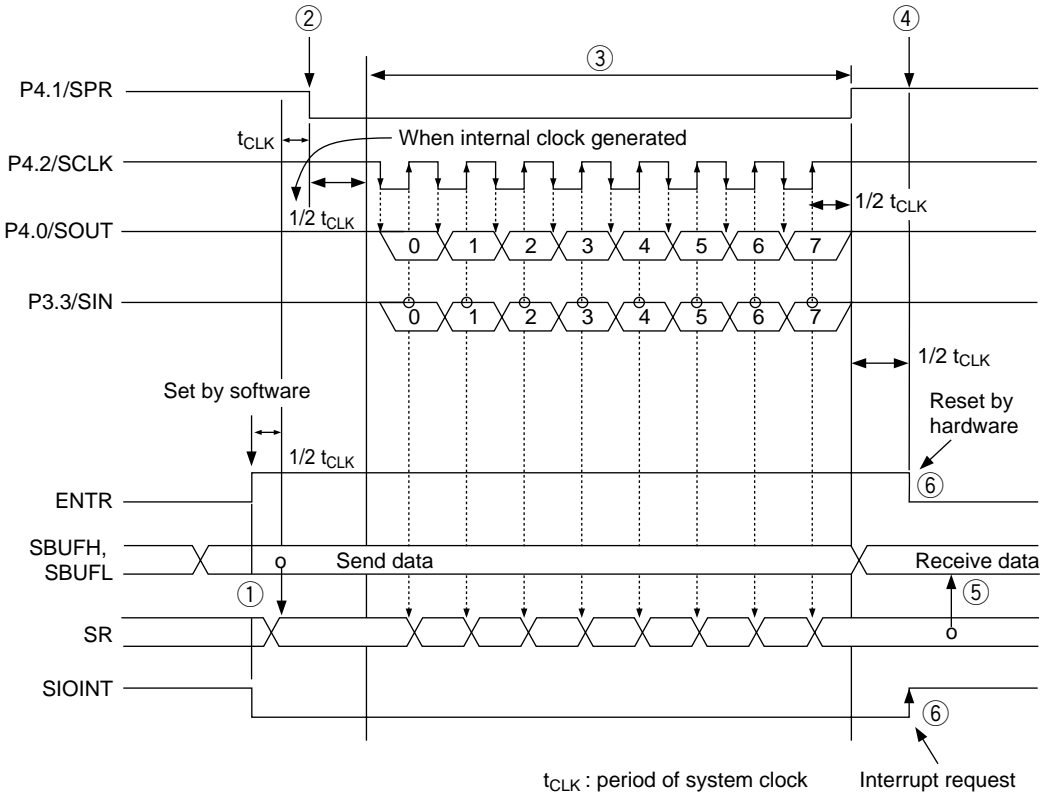 ② ④
③
P4.1/SPR
tCLK When internal clock generated
P4.2/SCLK
1/2 tCLK 1/2 tCLK
P4.0/SOUT 0 1 2 3 4 5 6 7
P3.3/SIN 0 1 2 3 4 5 6 7
1/2 tCLK
Set by software
Reset by
hardware
1/2 tCLK
⑥
ENTR
SBUFH,
SBUFL Send data Receive data
① ⑤
SR
SIOINT
⑥
tCLK : period of system clock Interrupt request